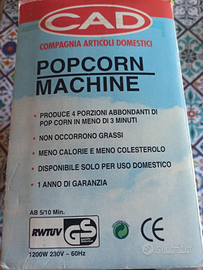 CAD
COMPAGNIA ARTICOLI DOMESTICI
POPCORN
MACHINE
• PRODUCE 4 PORZIONI ABBONDANTI DI
POP CORN IN MENO DI 3 MINUTI
• NON OCCORRONO GRASSI
• MENO CALORIE E MENO COLESTEROLO
• DISPONIBILE SOLO PER USO DOMESTICO
• 1 ANNO DI GARANZIA
AB 5/10 Min.
RWTÜV
GS
CE
1200W 230V ~ 60Hz
subito